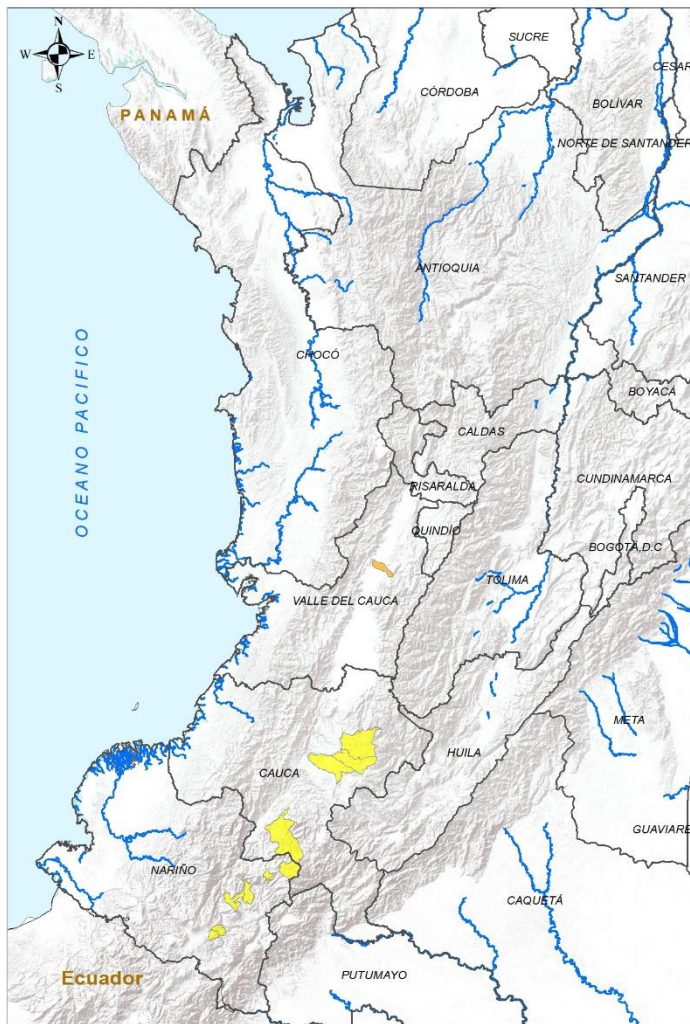 N
W E
S
SUCRE
CESAR
CÓRDOBA
BOLÍVAR
PANAMÁ
NORTE DE SANTANDER
ANTIOQUIA
SANTANDER
OCEANO PACIFICO
CHOCÓ
BOYACÁ
CALDAS
CUNDINAMARCA
RISARALDA
QUINDÍO
BOGOTÁ, D.C
TOLIMA
VALLE DEL CAUCA
META
HUILA
CAUCA
GUAVIARE
NARIÑO
CAQUETÁ
PUTUMAYO
Ecuador